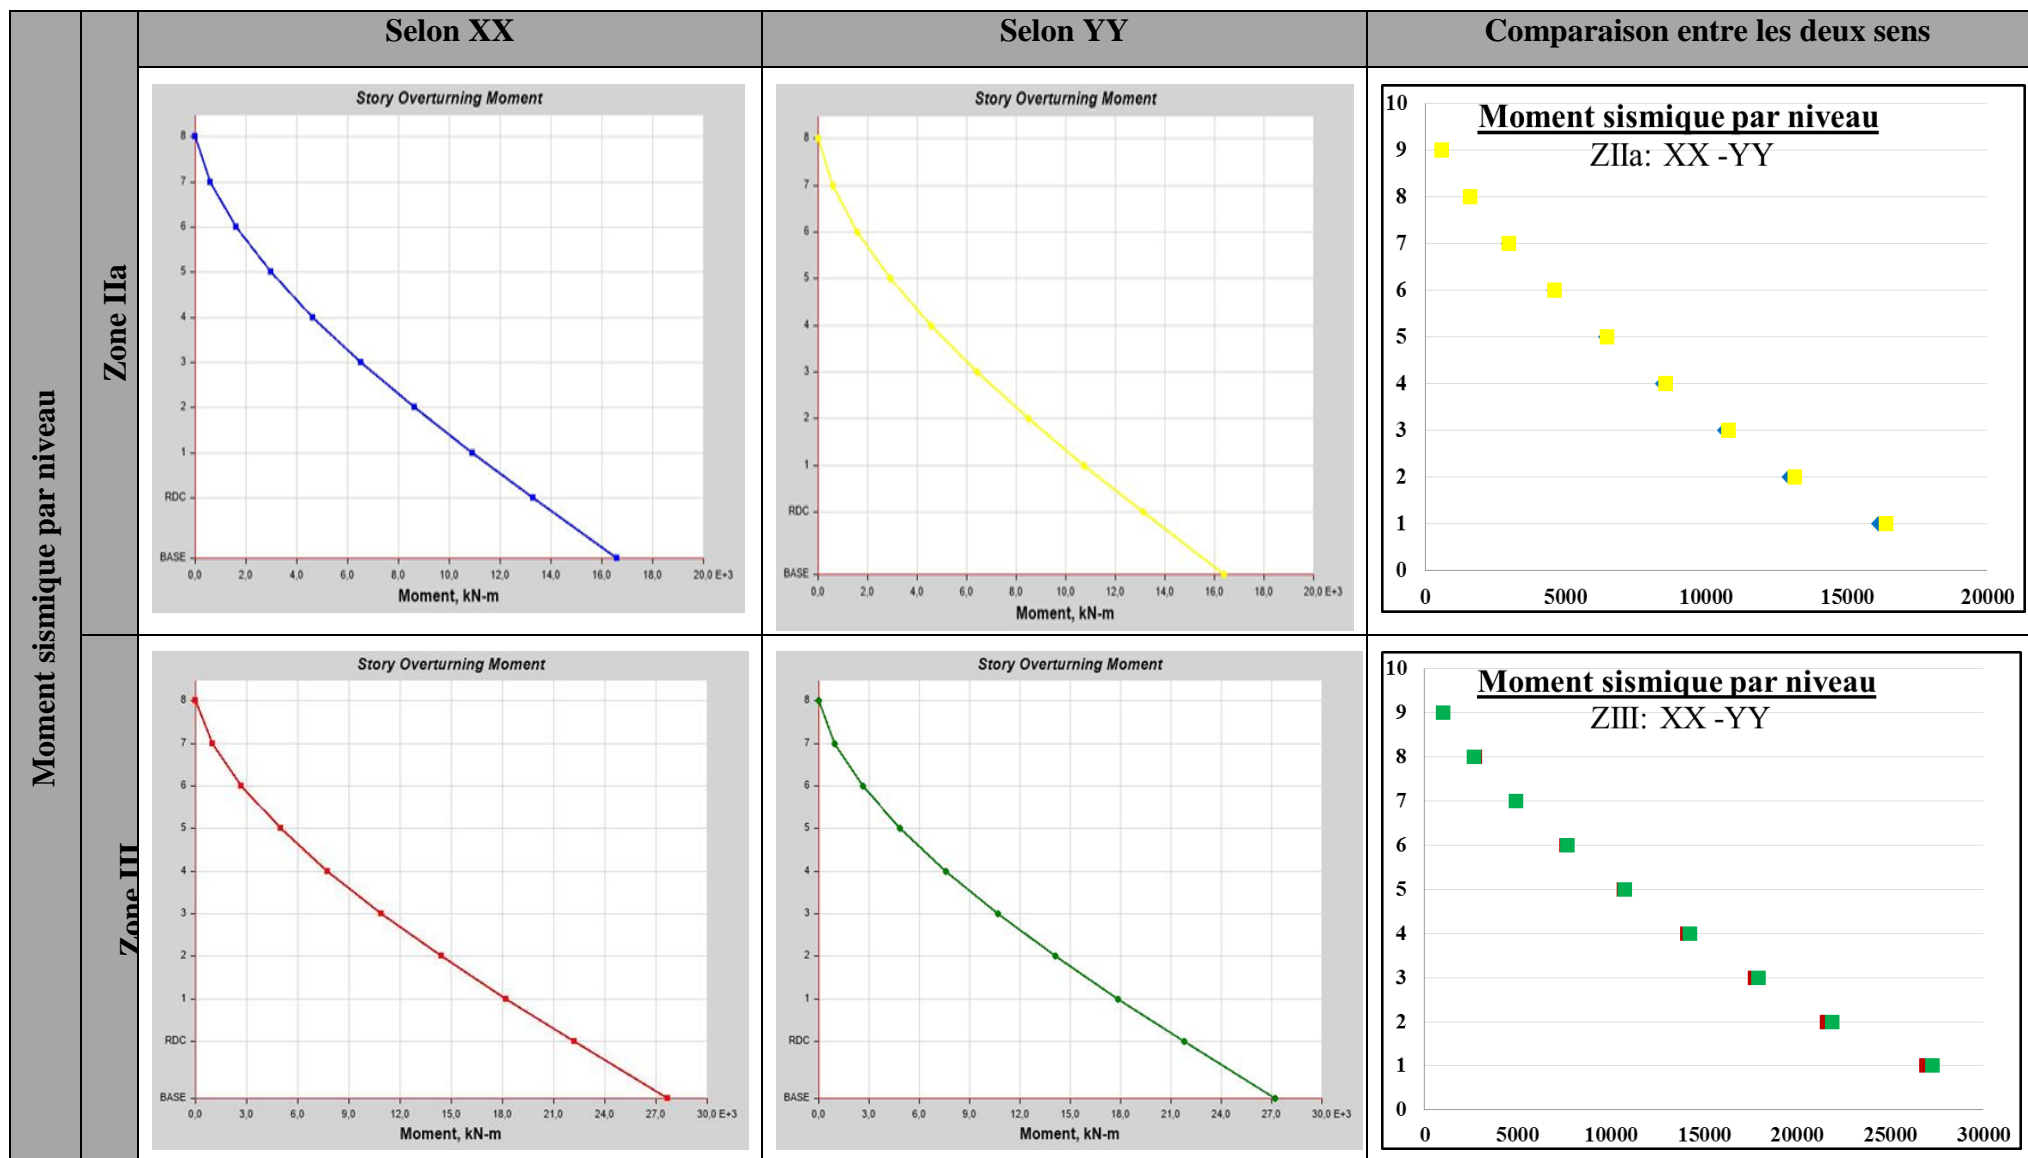 Selon XX
Selon YY
Comparaison entre les deux sens
Moment sismique par niveau
Zone IIa
Story Overturning Moment
8
7
6
5
4
3
2
1
RDC
BASE
0,0 2,0 4,0 6,0 8,0 10,0 12,0 14,0 16,0 18,0 20,0 E+3
Moment, kN-m
Story Overturning Moment
8
7
6
5
4
3
2
1
RDC
BASE
0,0 2,0 4,0 6,0 8,0 10,0 12,0 14,0 16,0 18,0 20,0 E+3
Moment, kN-m
Moment sismique par niveau
ZIIa: XX -YY
10
9
8
7
6
5
4
3
2
1
0
0 5000 10000 15000 20000
Zone III
Story Overturning Moment
8
7
6
5
4
3
2
1
RDC
BASE
0,0 3,0 6,0 9,0 12,0 15,0 18,0 21,0 24,0 27,0 30,0 E+3
Moment, kN-m
Story Overturning Moment
8
7
6
5
4
3
2
1
RDC
BASE
0,0 3,0 6,0 9,0 12,0 15,0 18,0 21,0 24,0 27,0 30,0 E+3
Moment, kN-m
Moment sismique par niveau
ZIII: XX -YY
10
9
8
7
6
5
4
3
2
1
0
0 5000 10000 15000 20000 25000 30000